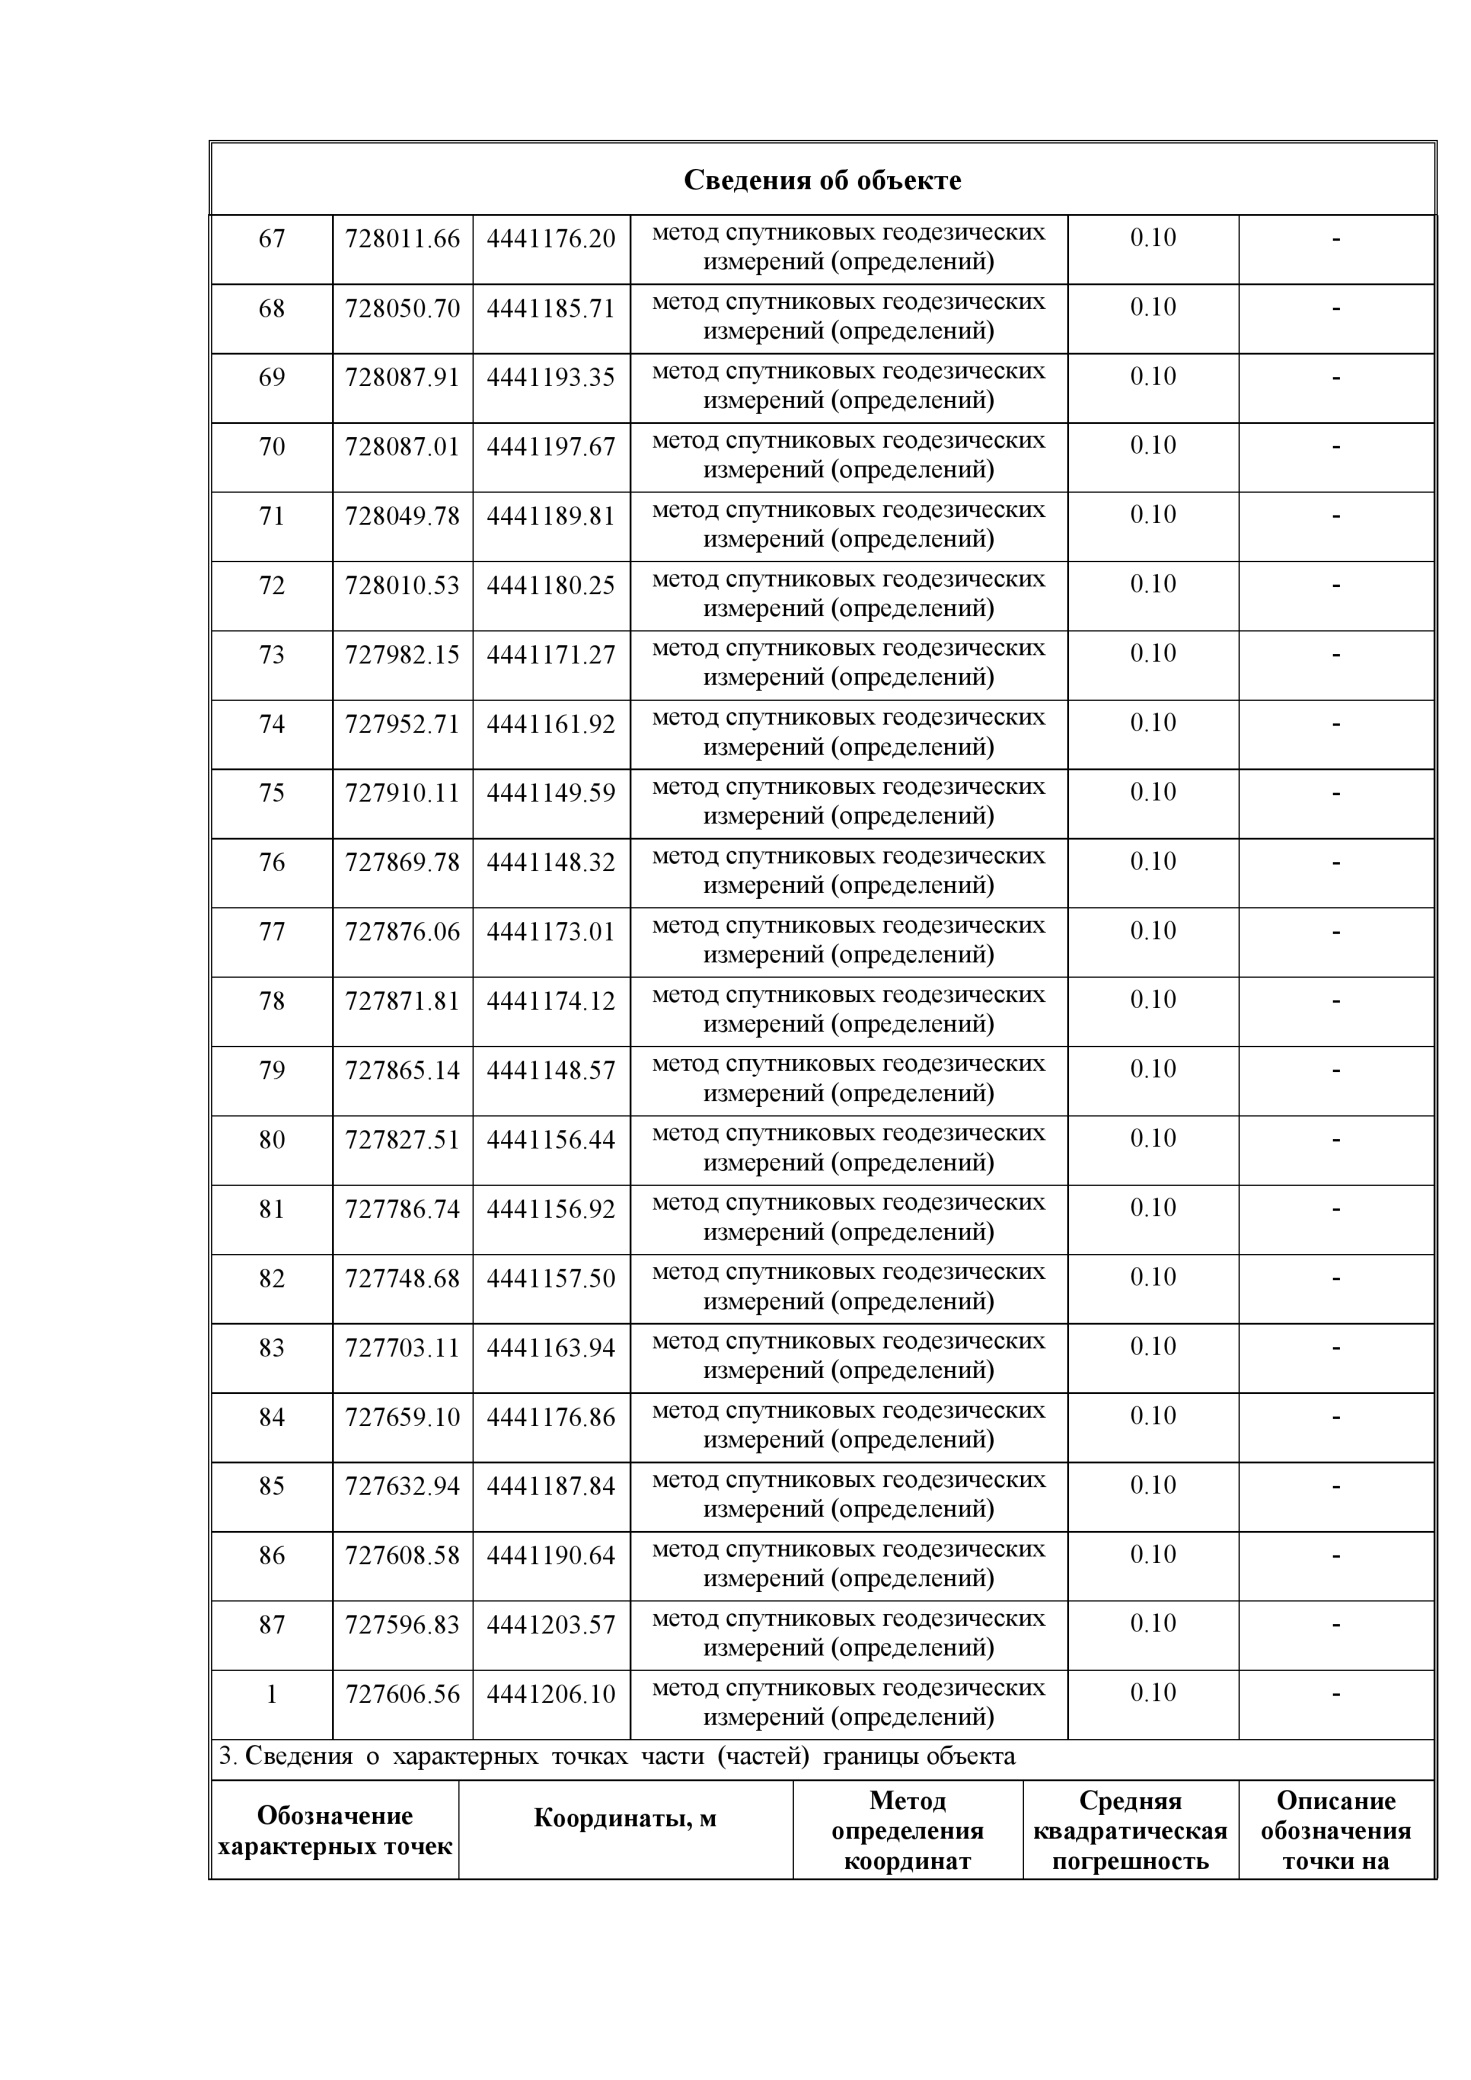 Сведения об объекте
67 728011.66 4441176.20 метод спутниковых геодезических измерений (определений) 0.10 -
68 728050.70 4441185.71 метод спутниковых геодезических измерений (определений) 0.10 -
69 728087.91 4441193.35 метод спутниковых геодезических измерений (определений) 0.10 -
70 728087.01 4441197.67 метод спутниковых геодезических измерений (определений) 0.10 -
71 728049.78 4441189.81 метод спутниковых геодезических измерений (определений) 0.10 -
72 728010.53 4441180.25 метод спутниковых геодезических измерений (определений) 0.10 -
73 727982.15 4441171.27 метод спутниковых геодезических измерений (определений) 0.10 -
74 727952.71 4441161.92 метод спутниковых геодезических измерений (определений) 0.10 -
75 727910.11 4441149.59 метод спутниковых геодезических измерений (определений) 0.10 -
76 727869.78 4441148.32 метод спутниковых геодезических измерений (определений) 0.10 -
77 727876.06 4441173.01 метод спутниковых геодезических измерений (определений) 0.10 -
78 727871.81 4441174.12 метод спутниковых геодезических измерений (определений) 0.10 -
79 727865.14 4441148.57 метод спутниковых геодезических измерений (определений) 0.10 -
80 727827.51 4441156.44 метод спутниковых геодезических измерений (определений) 0.10 -
81 727786.74 4441156.92 метод спутниковых геодезических измерений (определений) 0.10 -
82 727748.68 4441157.50 метод спутниковых геодезических измерений (определений) 0.10 -
83 727703.11 4441163.94 метод спутниковых геодезических измерений (определений) 0.10 -
84 727659.10 4441176.86 метод спутниковых геодезических измерений (определений) 0.10 -
85 727632.94 4441187.84 метод спутниковых геодезических измерений (определений) 0.10 -
86 727608.58 4441190.64 метод спутниковых геодезических измерений (определений) 0.10 -
87 727596.83 4441203.57 метод спутниковых геодезических измерений (определений) 0.10 -
1 727606.56 4441206.10 метод спутниковых геодезических измерений (определений) 0.10 -
3. Сведения о характерных точках части (частей) границы объекта
Обозначение
характерных точек
Координаты, м
Метод
определения
координат
Средняя
квадратическая
погрешность
Описание
обозначения
точки на